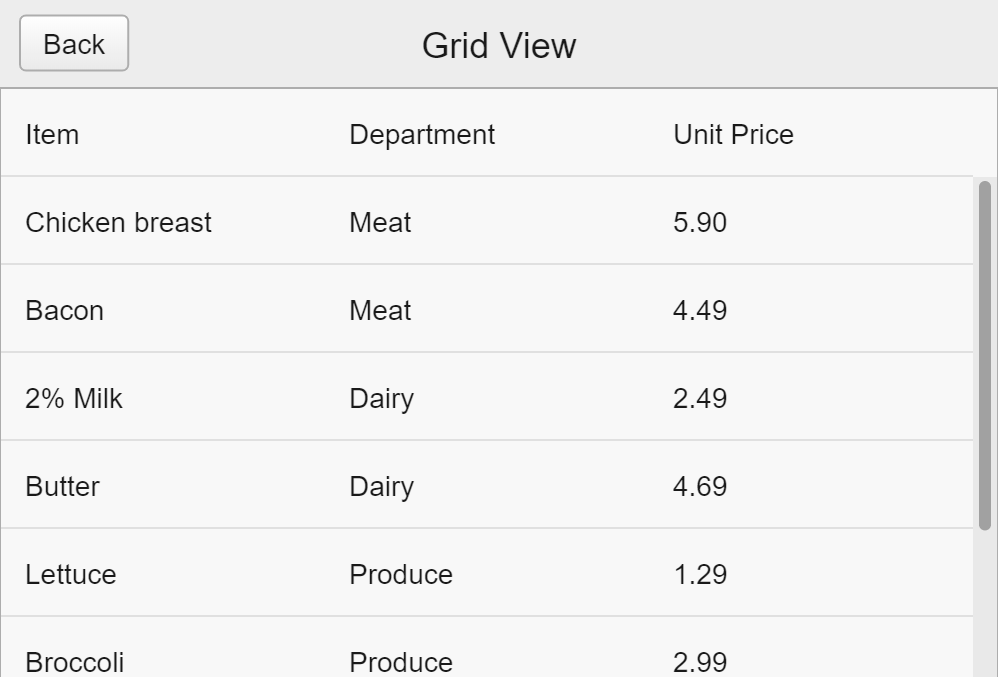 Back Grid View
Item Department Unit Price
Chicken breast Meat 5.90
Bacon Meat 4.49
2% Milk Dairy 2.49
Butter Dairy 4.69
Lettuce Produce 1.29
Broccoli Produce 2.99